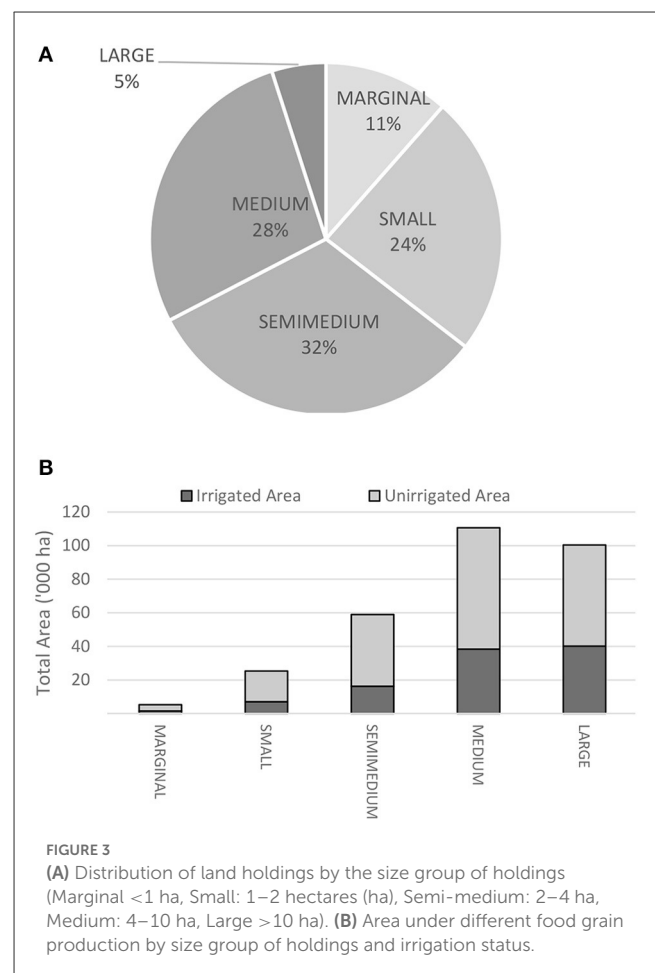 A
LARGE
5%
MARGINAL
11%
SMALL
24%
MEDIUM
28%
SEMIMEDIUM
32%
B
Irrigated Area Unirrigated Area
Total Area ('000 ha)
120
100
80
60
40
20
MARGINAL
SMALL
SEMIMEDIUM
MEDIUM
LARGE
FIGURE 3
(A) Distribution of land holdings by the size group of holdings
(Marginal <1 ha, Small: 1–2 hectares (ha), Semi-medium: 2–4 ha,
Medium: 4–10 ha, Large >10 ha). (B) Area under different food grain
production by size group of holdings and irrigation status.